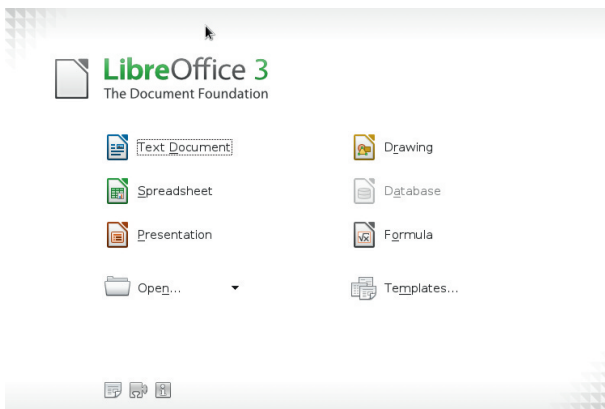 LibreOffice 3
The Document Foundation
Text Document
Drawing
Spreadsheet
Database
Presentation
Formula
Open...
Templates...